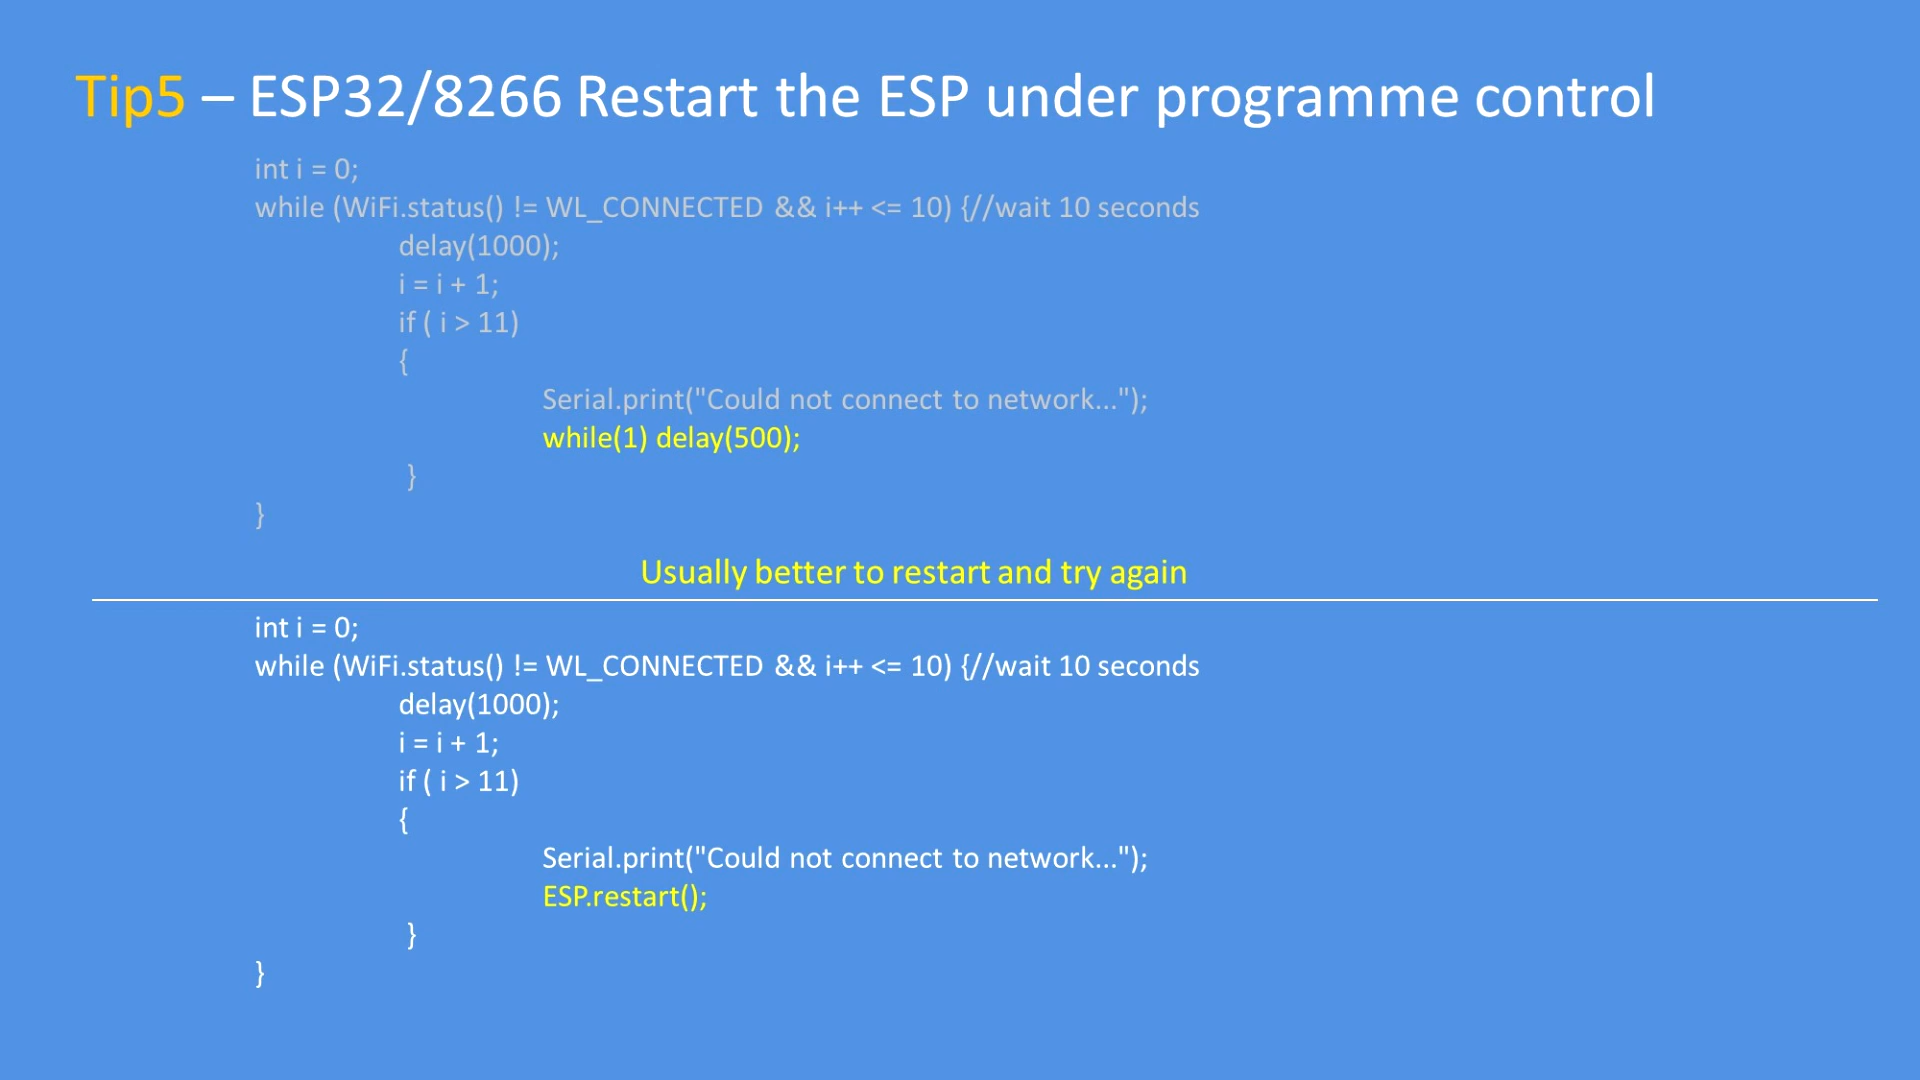 Tip5 – ESP32/8266 Restart the ESP under programme control
int i = 0;
while (WiFi.status() != WL_CONNECTED && i++ <= 10) {//wait 10 seconds
delay(1000);
i = i + 1;
if ( i > 11)
{
Serial.print("Could not connect to network...");
while(1) delay(500);
}
}
Usually better to restart and try again
int i = 0;
while (WiFi.status() != WL_CONNECTED && i++ <= 10) {//wait 10 seconds
delay(1000);
i = i + 1;
if ( i > 11)
{
Serial.print("Could not connect to network...");
ESP.restart();
}
}